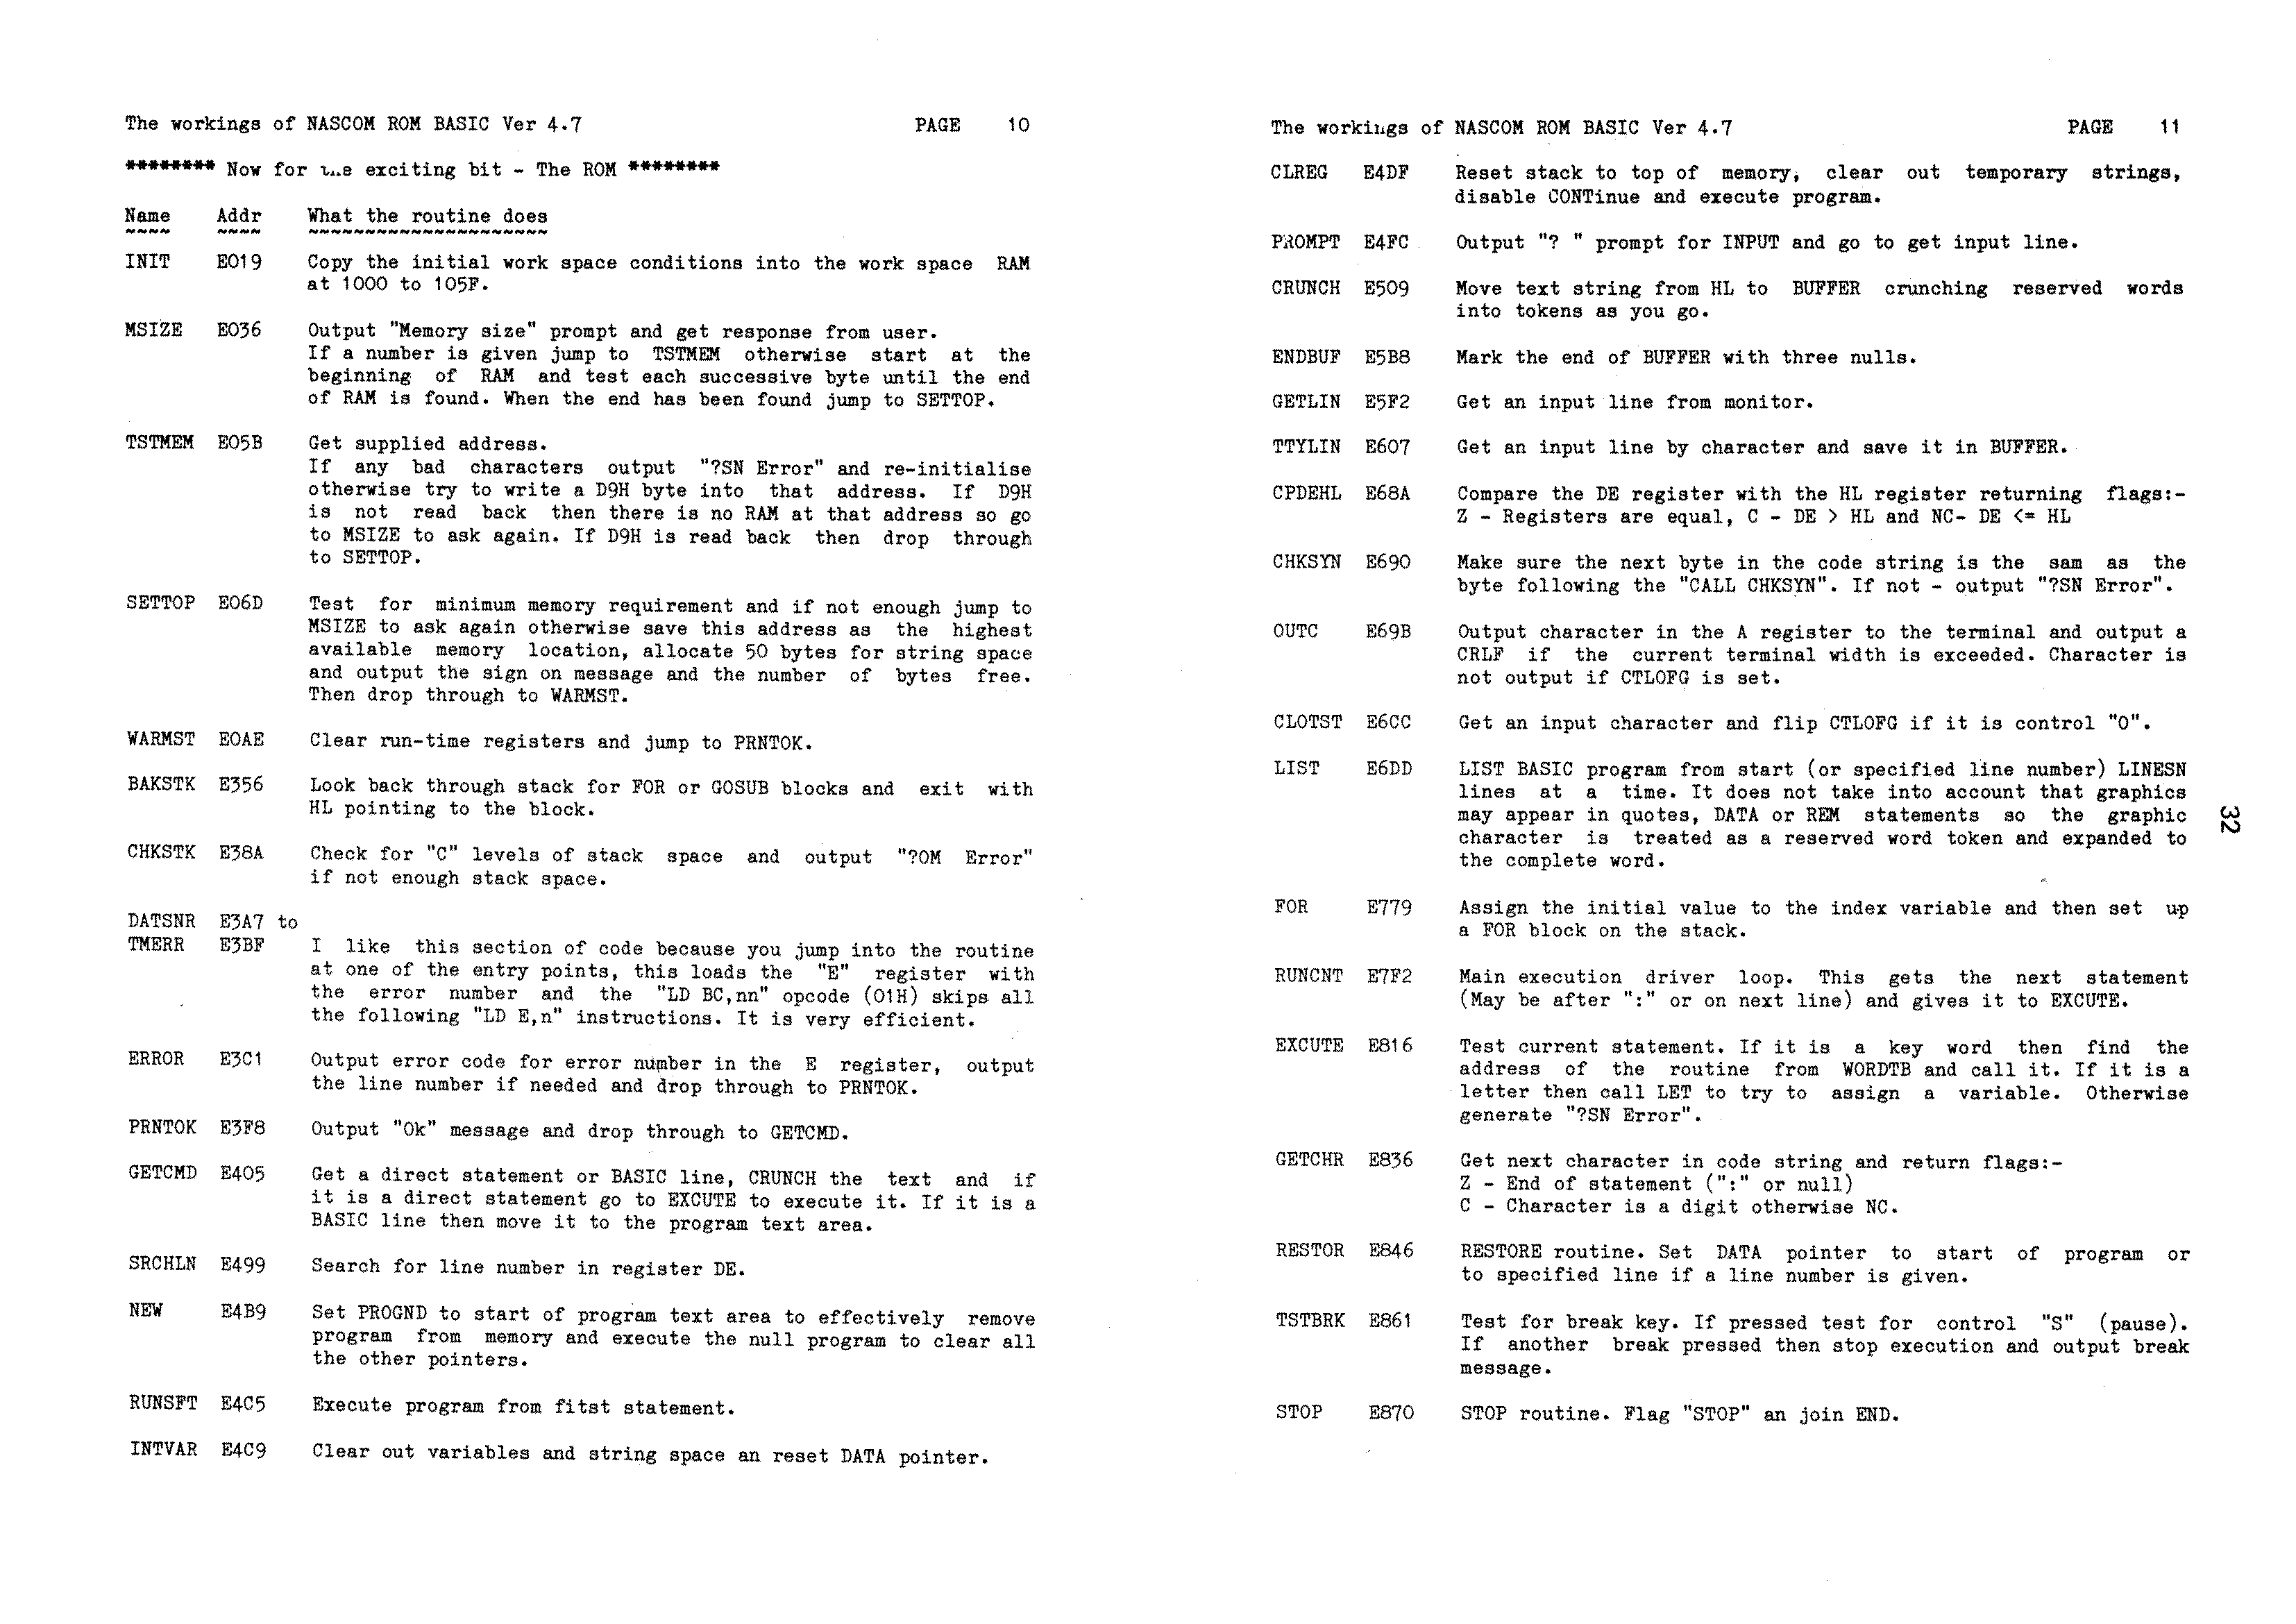 The workings of NASCOM ROM BASIC Ver 4.7 PAGE 10
******** Now for exciting bit - The ROM ********
Name Addr What the routine does
~~~~ ~~~~ ~~~~~~~~~~~~~~~~~~~~~
INIT E019 Copy the initial work space conditions into the work space RAM
at 1000 to 105F.
MSIZE E036 Output "Memory size" prompt and get response from user.
If a number is given jump to TSTMEM otherwise start at the
beginning of RAM and test each successive byte until the end
of RAM is found. When the end has been found jump to SETTOP.
TSTMEM E05B Get supplied address.
If any bad characters output "?SN Error" and re-initialise
otherwise try to write a D9H byte into that address. If D9H
is not read back then there is no RAM at that address so go
to MSIZE to ask again. If D9H is read back then drop through
to SETTOP.
SETTOP E06D Test for minimum memory requirement and if not enough jump to
MSIZE to ask again otherwise save this address as the highest
available memory location, allocate 50 bytes for string space
and output the sign on message and the number of bytes free.
Then drop through to WARMST.
WARMST E0AE Clear run-time registers and jump to PRNTOK.
BAKSTK E356 Look back through stack for FOR or GOSUB blocks and exit with
HL pointing to the block.
CHKSTK E38A Check for "C" levels of stack space and output "?OM Error"
if not enough stack space.
DATSNR E3A7 to
TMERR E3BF I like this section of code because you jump into the routine
at one of the entry points, this loads the "E" register with
the error number and the "LD BC,nn" opcode (01H) skips all
the following "LD E,n" instructions. It is very efficient.
ERROR E3C1 Output error code for error number in the E register, output
the line number if needed and drop through to PRNTOK.
PRNTOK E3F8 Output "Ok" message and drop through to GETCMD.
GETCMD E405 Get a direct statement or BASIC line, CRUNCH the text and if
it is a direct statement go to EXCUTE to execute it. If it is a
BASIC line then move it to the program text area.
SRCHLN E499 Search for line number in register DE.
NEW E4B9 Set PROGND to start of program text area to effectively remove
program from memory and execute the null program to clear all
the other pointers.
RUNSFT E4C5 Execute program from fitst statement.
INTVAR E4C9 Clear out variables and string space an reset DATA pointer.
The workings of NASCOM ROM BASIC Ver 4.7 PAGE 11
CLREG E4DF Reset stack to top of memory, clear out temporary strings,
disable CONTinue and execute program.
PROMPT E4FC Output "? " prompt for INPUT and go to get input line.
CRUNCH E509 Move text string from HL to BUFFER crunching reserved words
into tokens as you go.
ENDBUF E5B8 Mark the end of BUFFER with three nulls.
GETLIN E5F2 Get an input line from monitor.
TTYLIN E607 Get an input line by character and save it in BUFFER.
CPDEHL E68A Compare the DE register with the HL register returning flags:-
Z - Registers are equal, C - DE > HL and NC- DE <= HL
CHKSYN E690 Make sure the next byte in the code string is the sam as the
byte following the "CALL CHKSYN". If not - output "?SN Error".
OUTC E69B Output character in the A register to the terminal and output a
CRLF if the current terminal width is exceeded. Character is
not output if CTLOFG is set.
CLOTST E6CC Get an input character and flip CTLOFG if it is control "O".
LIST E6DD LIST BASIC program from start (or specified line number) LINESN
lines at a time. It does not take into account that graphics
may appear in quotes, DATA or REM statements so the graphic
character is treated as a reserved word token and expanded to
the complete word.
FOR E779 Assign the initial value to the index variable and then set up
a FOR block on the stack.
RUNCNT E7F2 Main execution driver loop. This gets the next statement
(May be after ":" or on next line) and gives it to EXCUTE.
EXCUTE E816 Test current statement. If it is a key word then find the
address of the routine from WORDTB and call it. If it is a
letter then call LET to try to assign a variable. Otherwise
generate "?SN Error".
GETCHR E836 Get next character in code string and return flags:-
Z - End of statement (":" or null)
C - Character is a digit otherwise NC.
RESTOR E846 RESTORE routine. Set DATA pointer to start of program or
to specified line if a line number is given.
TSTBRK E861 Test for break key. If pressed test for control "S" (pause).
If another break pressed then stop execution and output break
message.
STOP E870 STOP routine. Flag "STOP" an join END.
32